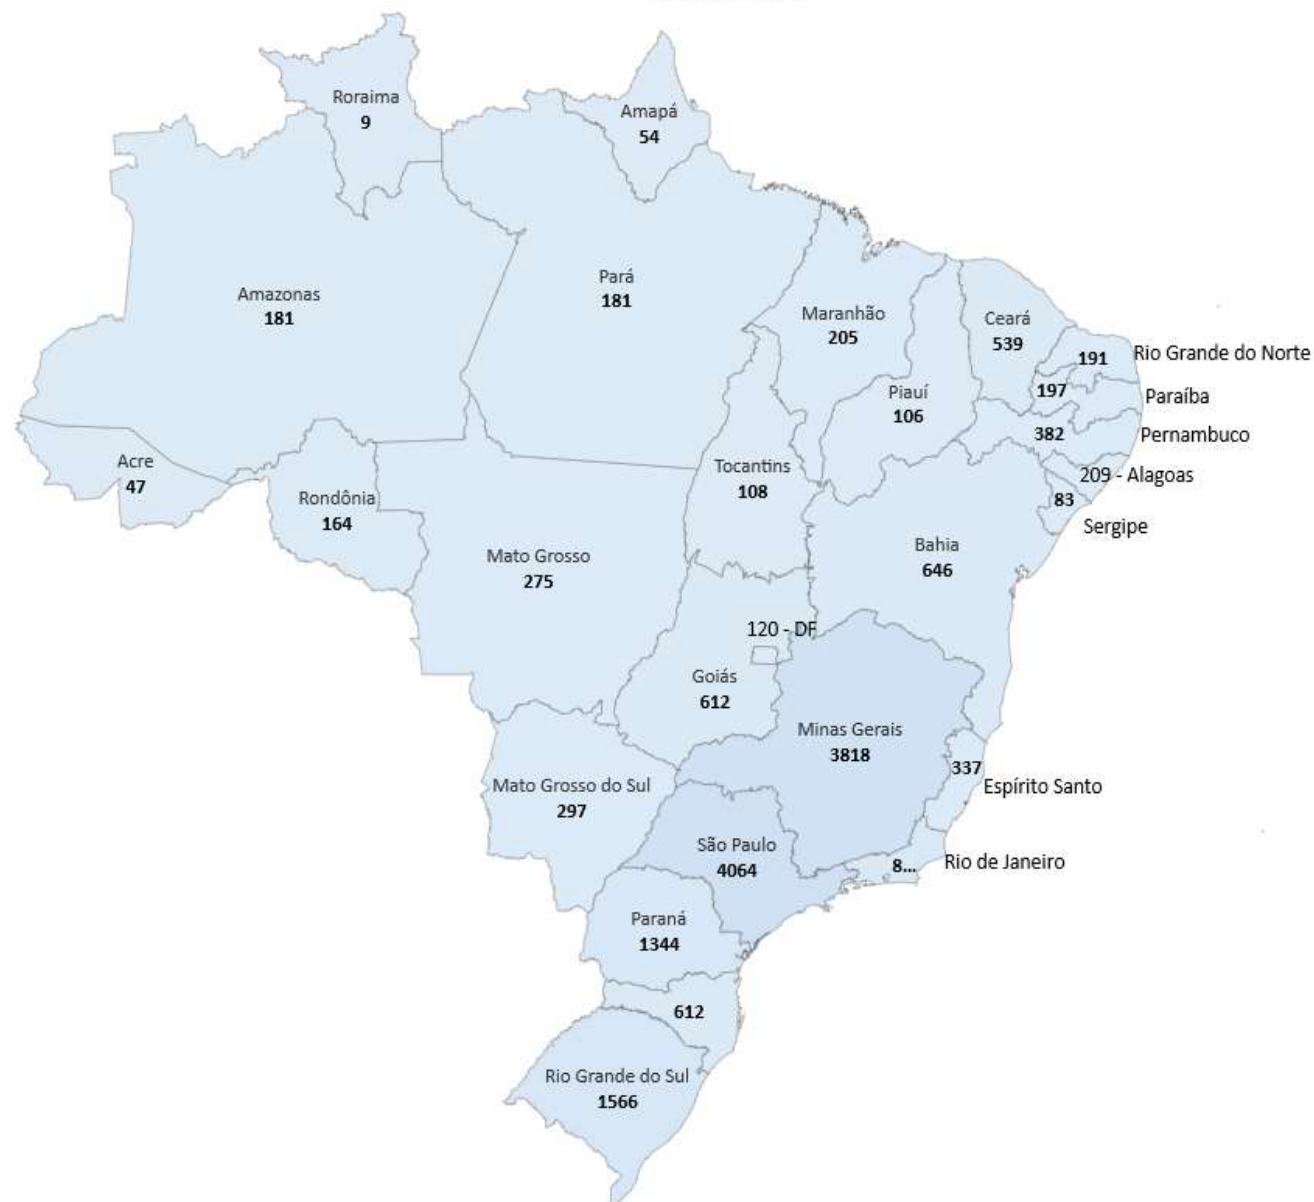 Roraima
9
Amapá
54
Amazonas
181
Pará
181
Maranhão
205
Ceará
539
191
Rio Grande do Norte
197
Paraíba
Piauí
106
382
Pernambuco
Acre
47
Rondônia
164
Tocantins
108
209 - Alagoas
83
Sergipe
Mato Grosso
275
Bahia
646
120 - DF
Goiás
612
Minas Gerais
3818
337
Espírito Santo
Mato Grosso do Sul
297
São Paulo
4064
8...
Rio de Janeiro
Paraná
1344
612
Rio Grande do Sul
1566